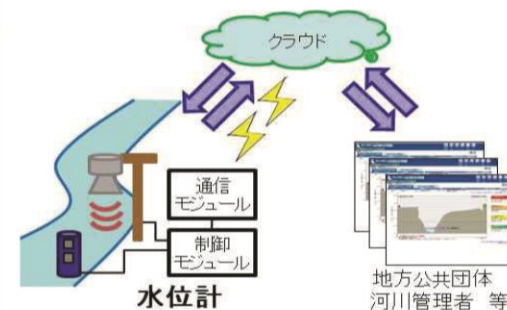 クラウド
通信
モジュール
制御
モジュール
水位計
地方公共団体
河川管理者 等